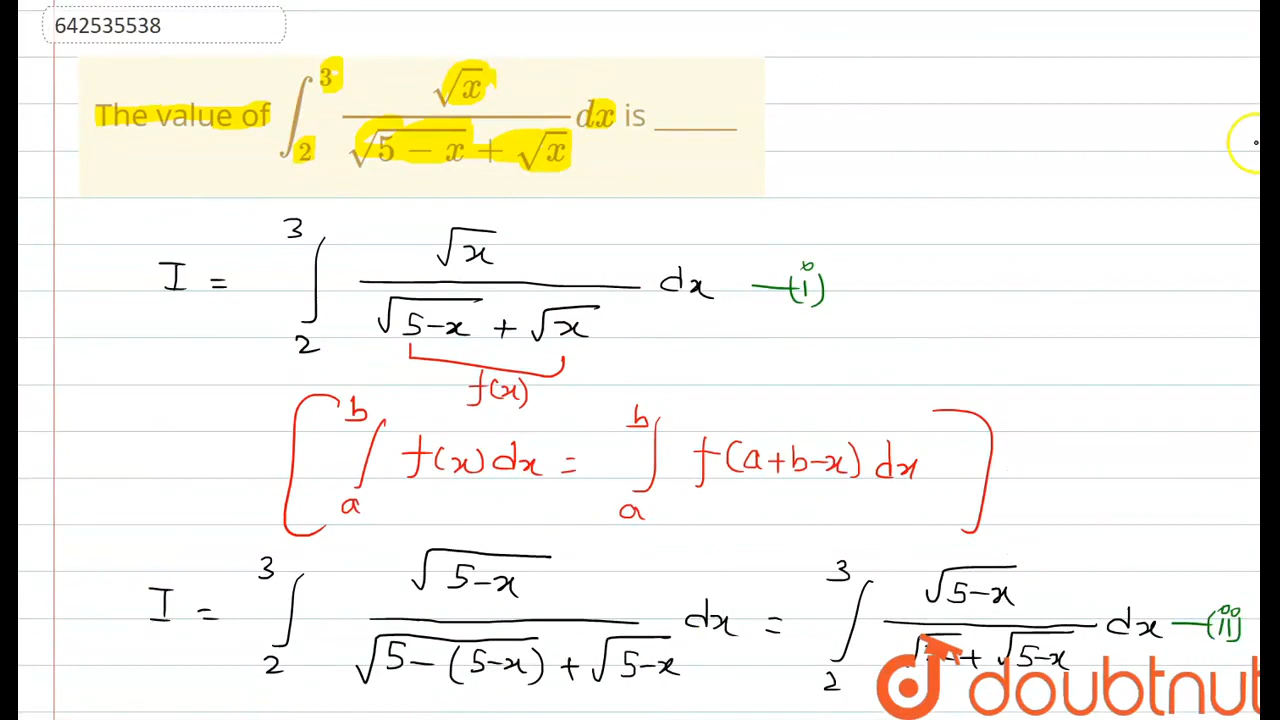 642535538
The value of ∫_2^3 √x / (√(5 − x) + √x) dx is ______
I = ∫_2^3 √x / (√(5-x) + √x) dx —(i)
f(x)
[ ∫_a^b f(x) dx = ∫_a^b f(a+b-x) dx ]
I = ∫_2^3 √(5-x) / (√(5-(5-x)) + √(5-x)) dx = ∫_2^3 √(5-x) / (√ + √(5-x)) dx —(ii)
doubtnut